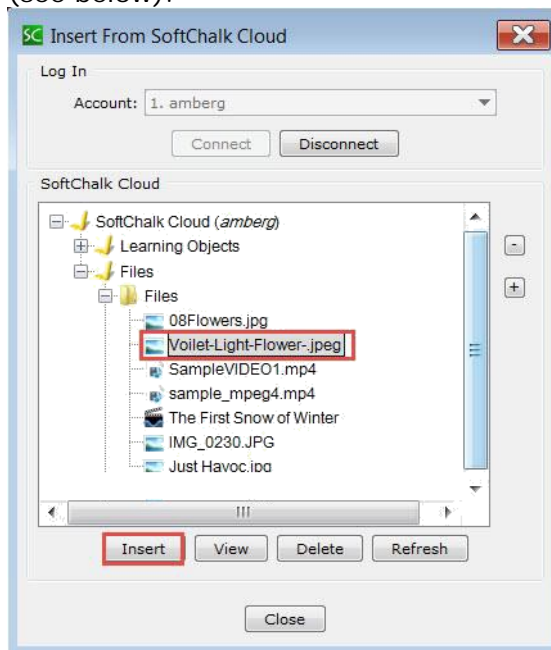 (see below).
SC Insert From SoftChalk Cloud
Log In
Account: 1. amberg
Connect Disconnect
SoftChalk Cloud
SoftChalk Cloud (amberg)
Learning Objects
Files
Files
08Flowers.jpg
Voilet-Light-Flower-.jpeg
SampleVIDEO1.mp4
sample_mpeg4.mp4
The First Snow of Winter
IMG_0230.JPG
Just Havoc.jpg
Insert View Delete Refresh
Close